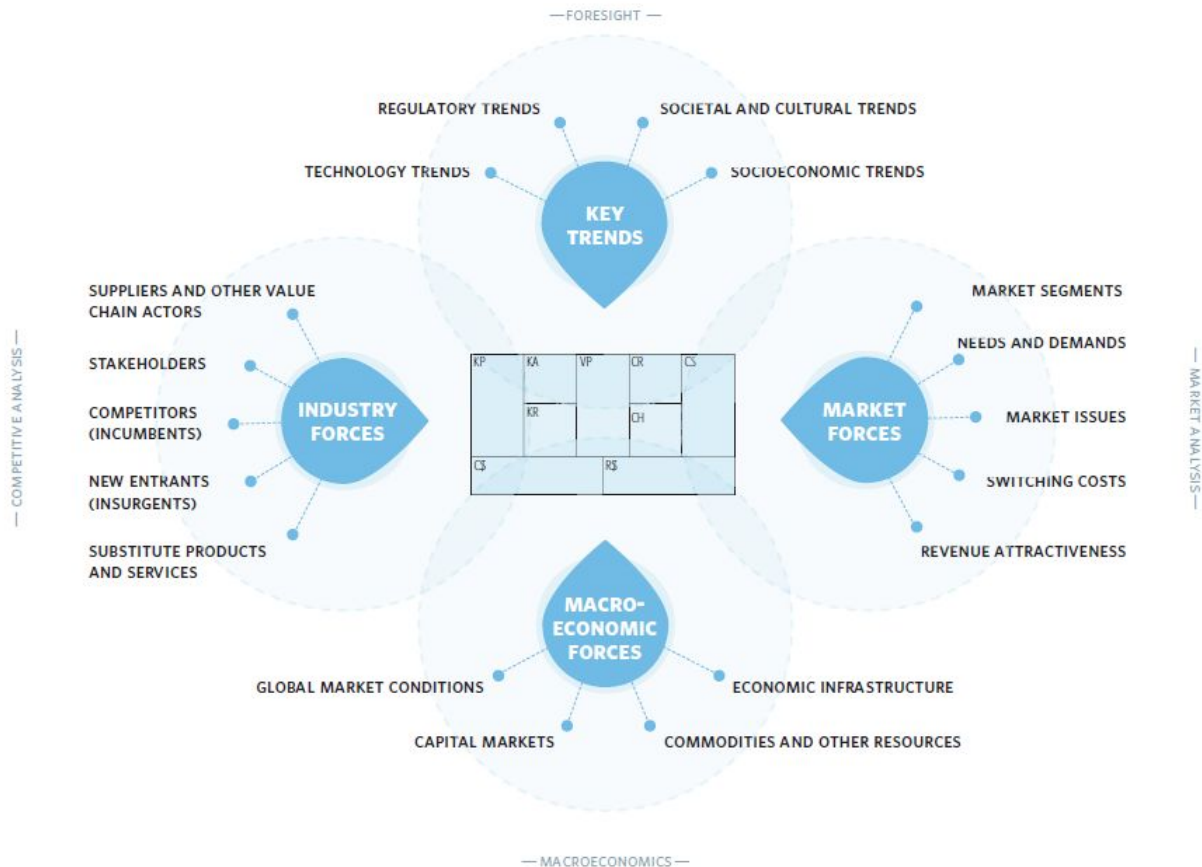 —FORESIGHT—
REGULATORY TRENDS
SOCIETAL AND CULTURAL TRENDS
TECHNOLOGY TRENDS
SOCIOECONOMIC TRENDS
KEY
TRENDS
SUPPLIERS AND OTHER VALUE
CHAIN ACTORS
STAKEHOLDERS
COMPETITORS
(INCUMBENTS)
NEW ENTRANTS
(INSURGENTS)
SUBSTITUTE PRODUCTS
AND SERVICES
INDUSTRY
FORCES
—COMPETITIVE ANALYSIS—
KP
KA
VP
CR
CS
KR
CH
C$
R$
MARKET
FORCES
MARKET SEGMENTS
NEEDS AND DEMANDS
MARKET ISSUES
SWITCHING COSTS
REVENUE ATTRACTIVENESS
—MARKET ANALYSIS—
MACRO-
ECONOMIC
FORCES
GLOBAL MARKET CONDITIONS
ECONOMIC INFRASTRUCTURE
CAPITAL MARKETS
COMMODITIES AND OTHER RESOURCES
—MACROECONOMICS—